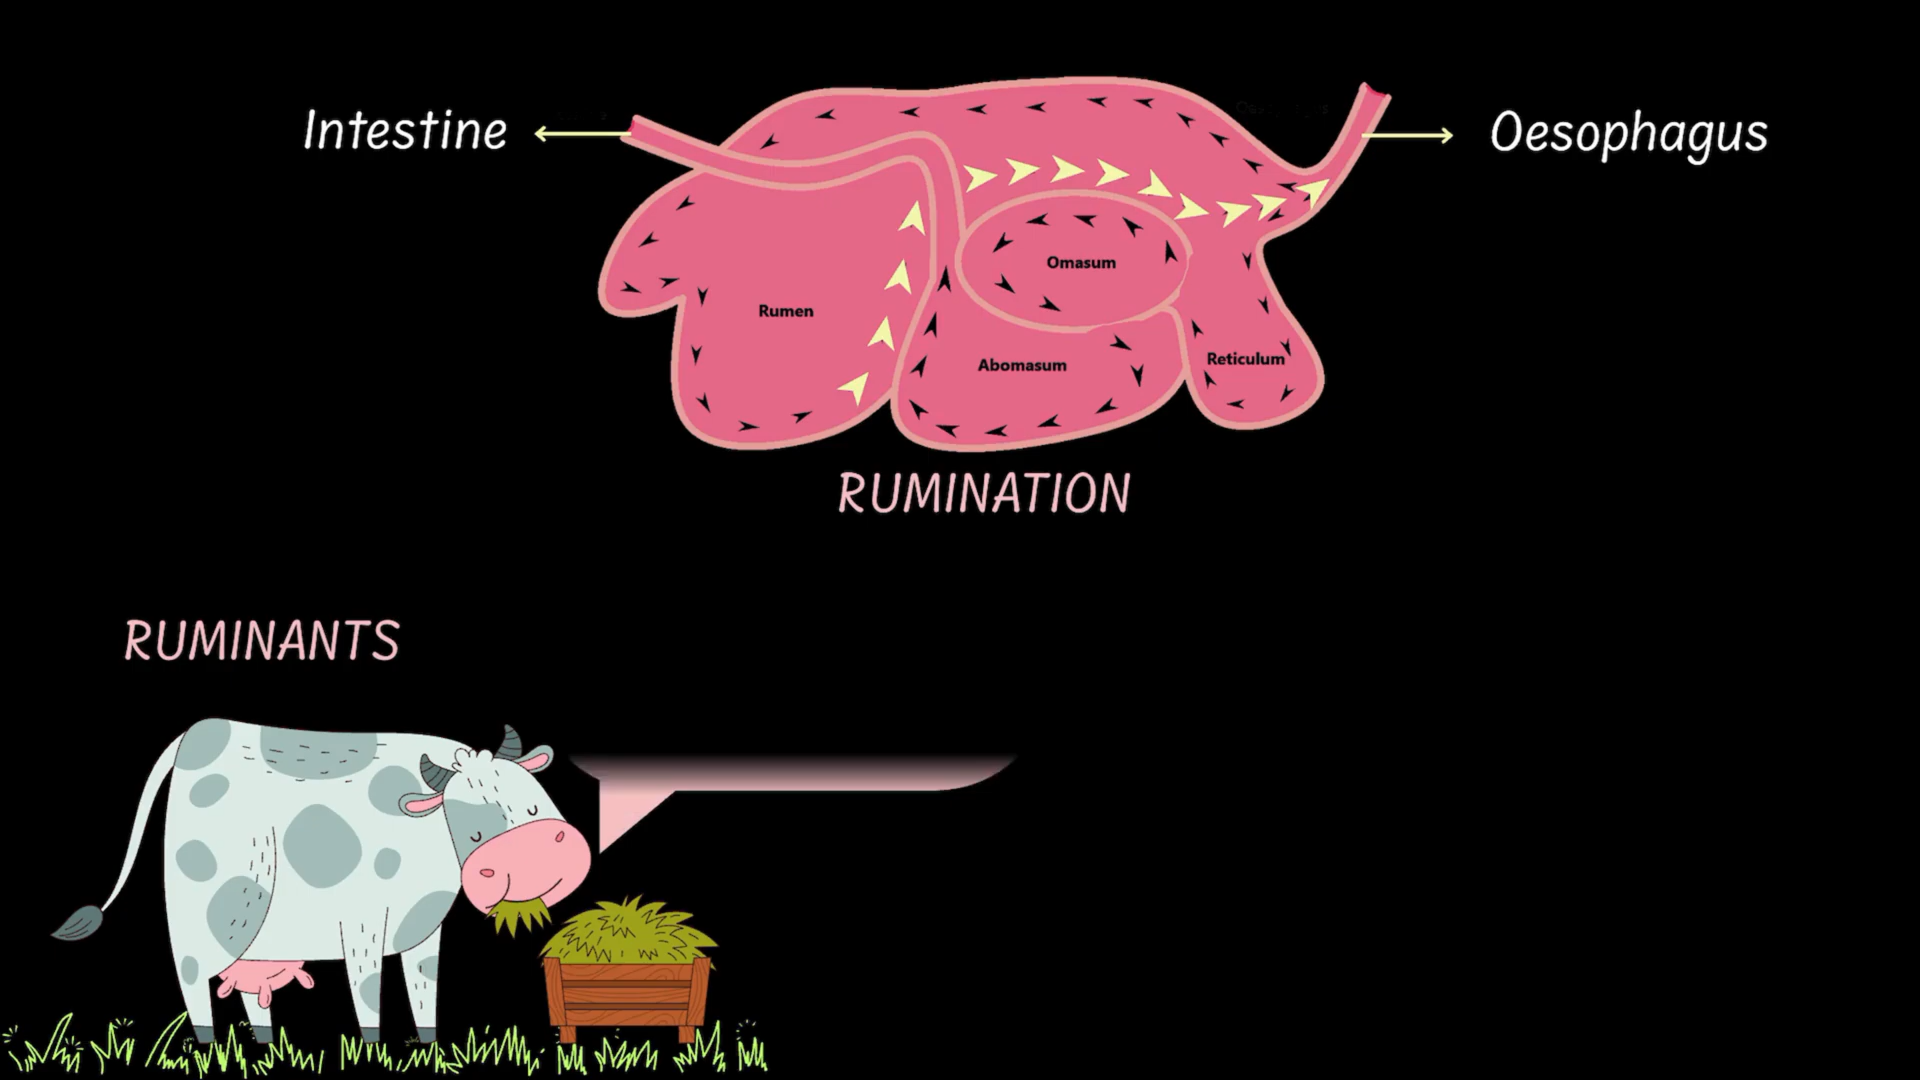 Intestine
Oesophagus
Omasum
Rumen
Abomasum
Reticulum
RUMINATION
RUMINANTS